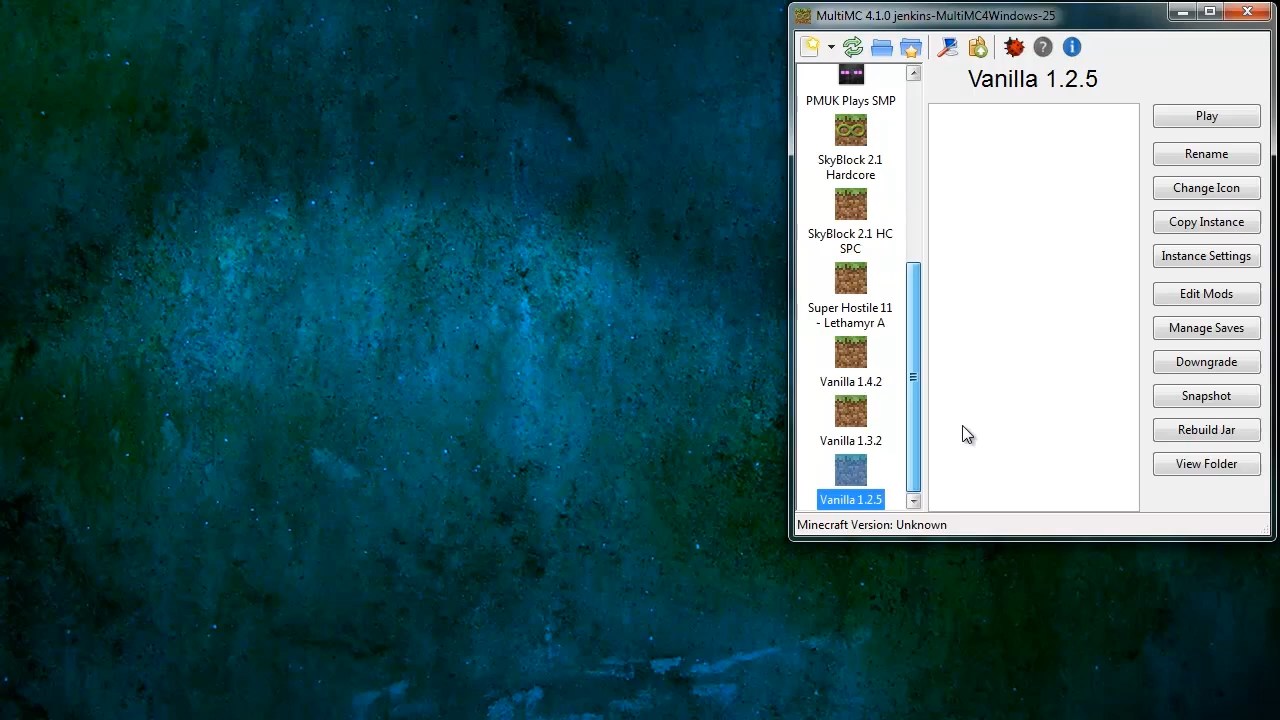 MultiMC 4.1.0 jenkins-MultiMC4Windows-25
PMUK Plays SMP
SkyBlock 2.1
Hardcore
SkyBlock 2.1 HC
SPC
Super Hostile 11
- Lethamyr A
Vanilla 1.4.2
Vanilla 1.3.2
Vanilla 1.2.5
Vanilla 1.2.5
Play
Rename
Change Icon
Copy Instance
Instance Settings
Edit Mods
Manage Saves
Downgrade
Snapshot
Rebuild Jar
View Folder
Minecraft Version: Unknown